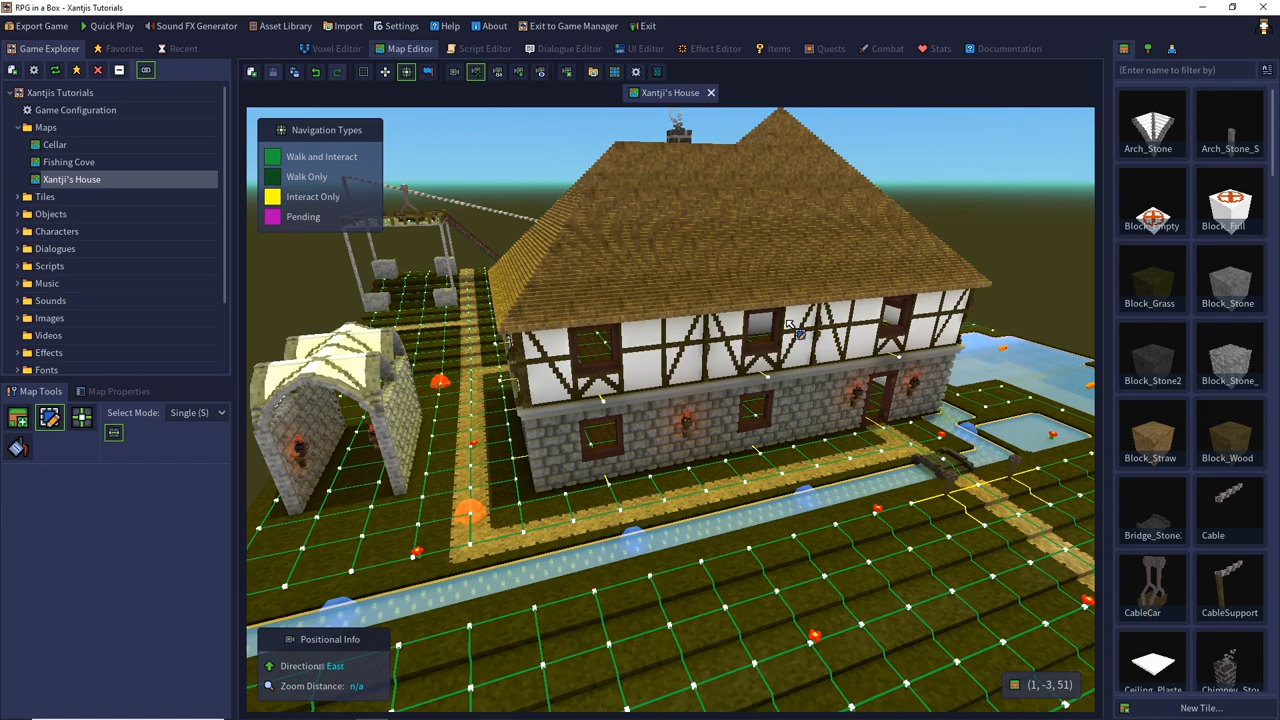 RPG in a Box - Xantjis Tutorials
Export Game Quick Play Sound FX Generator Asset Library Import Settings Help About Exit to Game Manager Exit
Game Explorer Favorites Recent
Voxel Editor Map Editor Script Editor Dialogue Editor UI Editor Effect Editor Items Quests Combat Stats Documentation
(Enter name to filter by)
Xantji's House
Xantjis Tutorials
Game Configuration
Maps
Cellar
Fishing Cove
Xantji's House
Tiles
Objects
Characters
Dialogues
Scripts
Music
Sounds
Images
Videos
Effects
Fonts
Map Tools Map Properties
Select Mode: Single (S)
Navigation Types
Walk and Interact
Walk Only
Interact Only
Pending
Positional Info
Direction: East
Zoom Distance: n/a
(1, -3, 51)
Arch_Stone Arch_Stone_S
Block_Empty Block_Full
Block_Grass Block_Stone
Block_Stone2 Block_Stone_
Block_Straw Block_Wood
Bridge_Stone Cable
CableCar CableSupport
Ceiling_Plaste Chimney_Stou
New Tile...